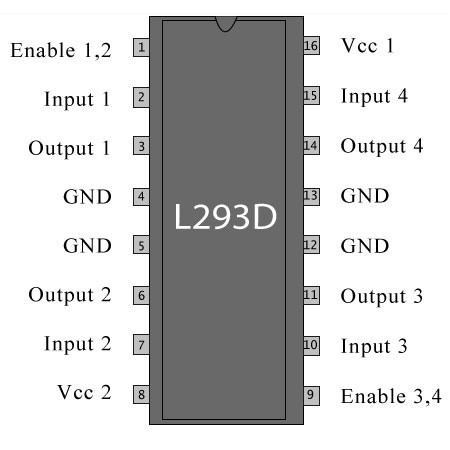 Enable 1,2 1 16 Vcc 1
Input 1 2 15 Input 4
Output 1 3 14 Output 4
GND 4 13 GND
L293D
GND 5 12 GND
Output 2 6 11 Output 3
Input 2 7 10 Input 3
Vcc 2 8 9 Enable 3,4